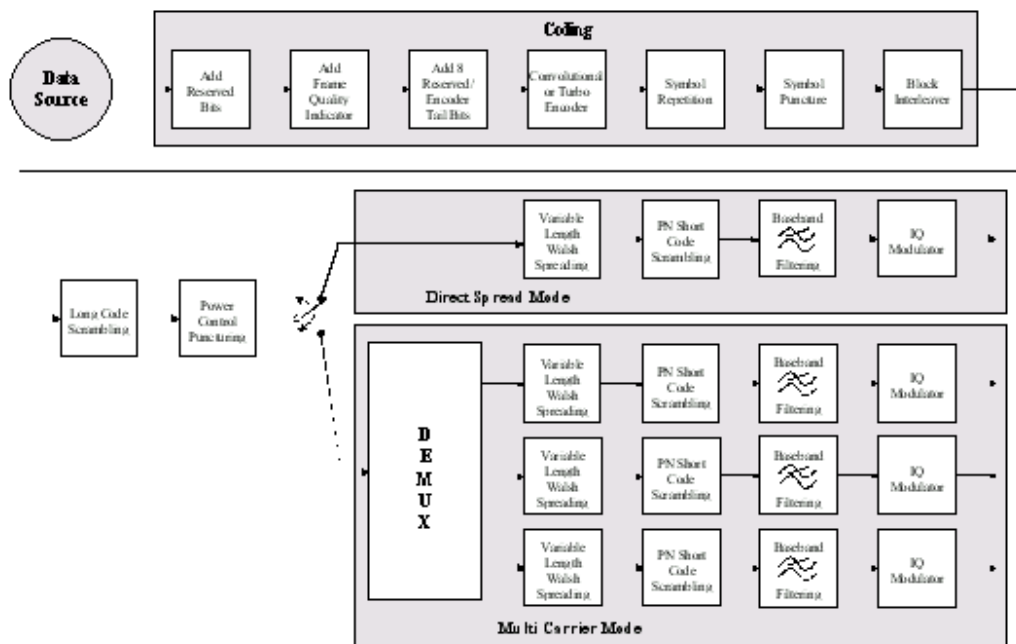 Coding
Data
Source
Add
Reserved
Bits
Add
Frame
Quality
Indicator
Add 8
Reserved/
Encoder
Tail Bits
Convolutional
or Turbo
Encoder
Symbol
Repetition
Symbol
Puncture
Block
Interleaver
Long Code
Scrambling
Power
Control
Puncturing
Variable
Length
Walsh
Spreading
PN Short
Code
Scrambling
Baseband
Filtering
IQ
Modulator
Direct Spread Mode
D
E
M
U
X
Variable
Length
Walsh
Spreading
PN Short
Code
Scrambling
Baseband
Filtering
IQ
Modulator
Variable
Length
Walsh
Spreading
PN Short
Code
Scrambling
Baseband
Filtering
IQ
Modulator
Variable
Length
Walsh
Spreading
PN Short
Code
Scrambling
Baseband
Filtering
IQ
Modulator
Multi Carrier Mode